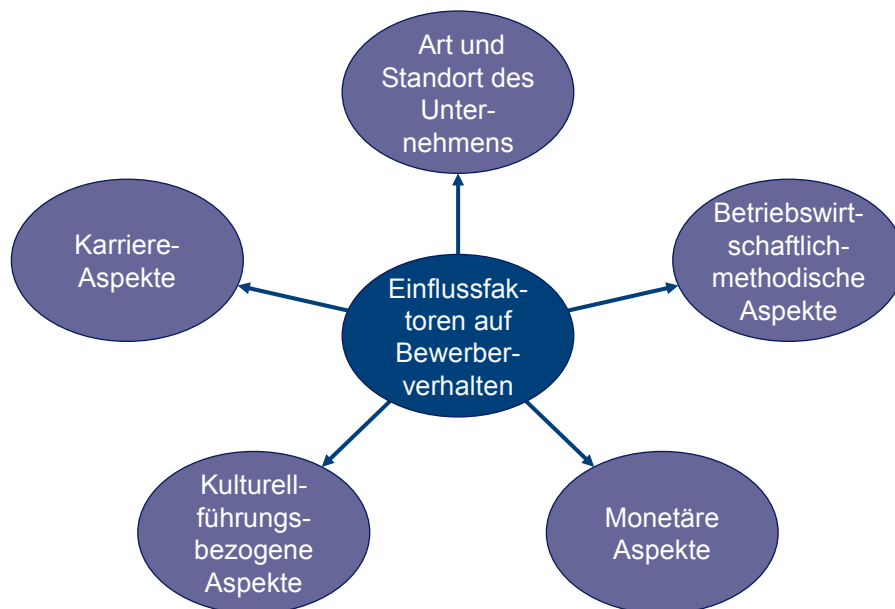 Art und
Standort des
Unter-
nehmens
Betriebswirt-
schaftlich-
methodische
Aspekte
Karriere-
Aspekte
Einflussfak-
toren auf
Bewerber-
verhalten
Kulturell-
führungs-
bezogene
Aspekte
Monetäre
Aspekte